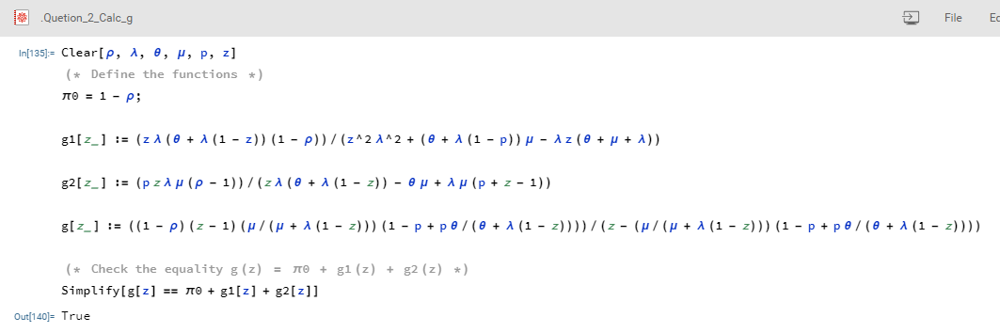 .Quetion_2_Calc_g File Ec
In[135]:= Clear[ρ, λ, θ, μ, p, z]
(* Define the functions *)
π0 = 1 - ρ;
g1[z_] := (z λ (θ + λ (1 - z)) (1 - ρ)) / (z^2 λ^2 + (θ + λ (1 - p)) μ - λ z (θ + μ + λ))
g2[z_] := (p z λ μ (ρ - 1)) / (z λ (θ + λ (1 - z)) - θ μ + λ μ (p + z - 1))
g[z_] := ((1 - ρ) (z - 1) (μ / (μ + λ (1 - z))) (1 - p + p θ / (θ + λ (1 - z)))) / (z - (μ / (μ + λ (1 - z))) (1 - p + p θ / (θ + λ (1 - z))))
(* Check the equality g(z) = π0 + g1(z) + g2(z) *)
Simplify[g[z] == π0 + g1[z] + g2[z]]
Out[140]= True